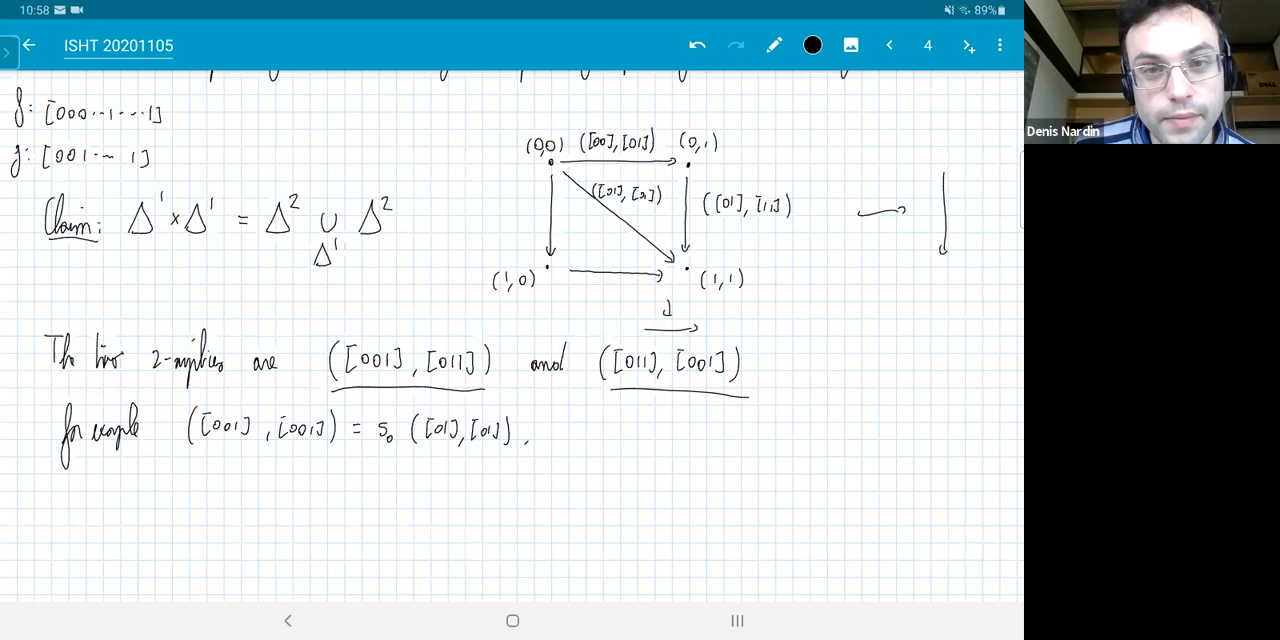 10:58
89%
ISHT 20201105
4
Denis Nardin
f: [000...1...1]
g: [001...1]
Claim: Δ¹ × Δ¹ = Δ² ∪ Δ²
Δ¹
(0,0) ([00],[01]) (0,1)
([01],[01])
([01],[11])
(1,0)
(1,1)
The two 2-simplices are ([001], [011]) and ([011], [001])
for example ([001], [001]) = s₀ ([01],[01]),